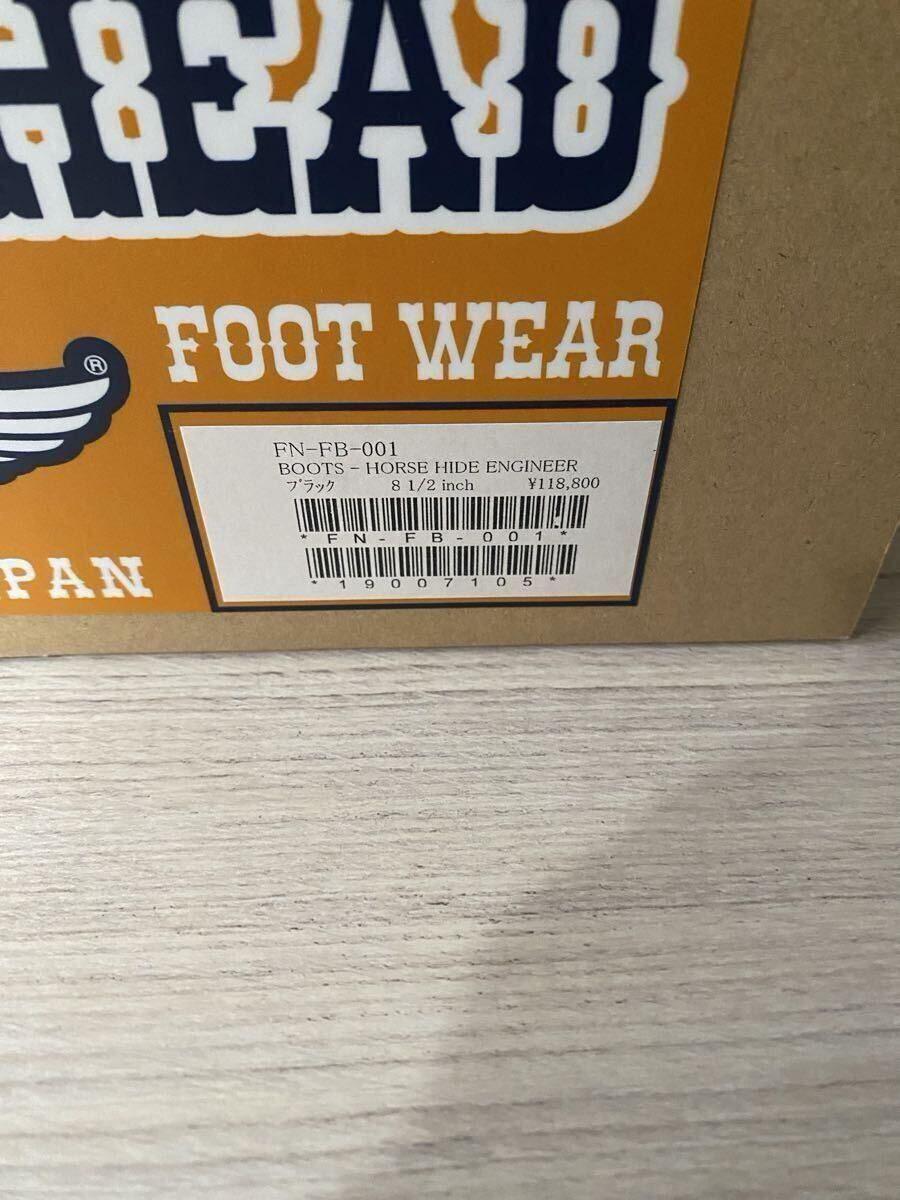 HEAD
FOOT WEAR
®
FN-FB-001
BOOTS - HORSE HIDE ENGINEER
ブラック 8 1/2 inch ¥118,800
*FN-FB-001*
*19007105*
PAN